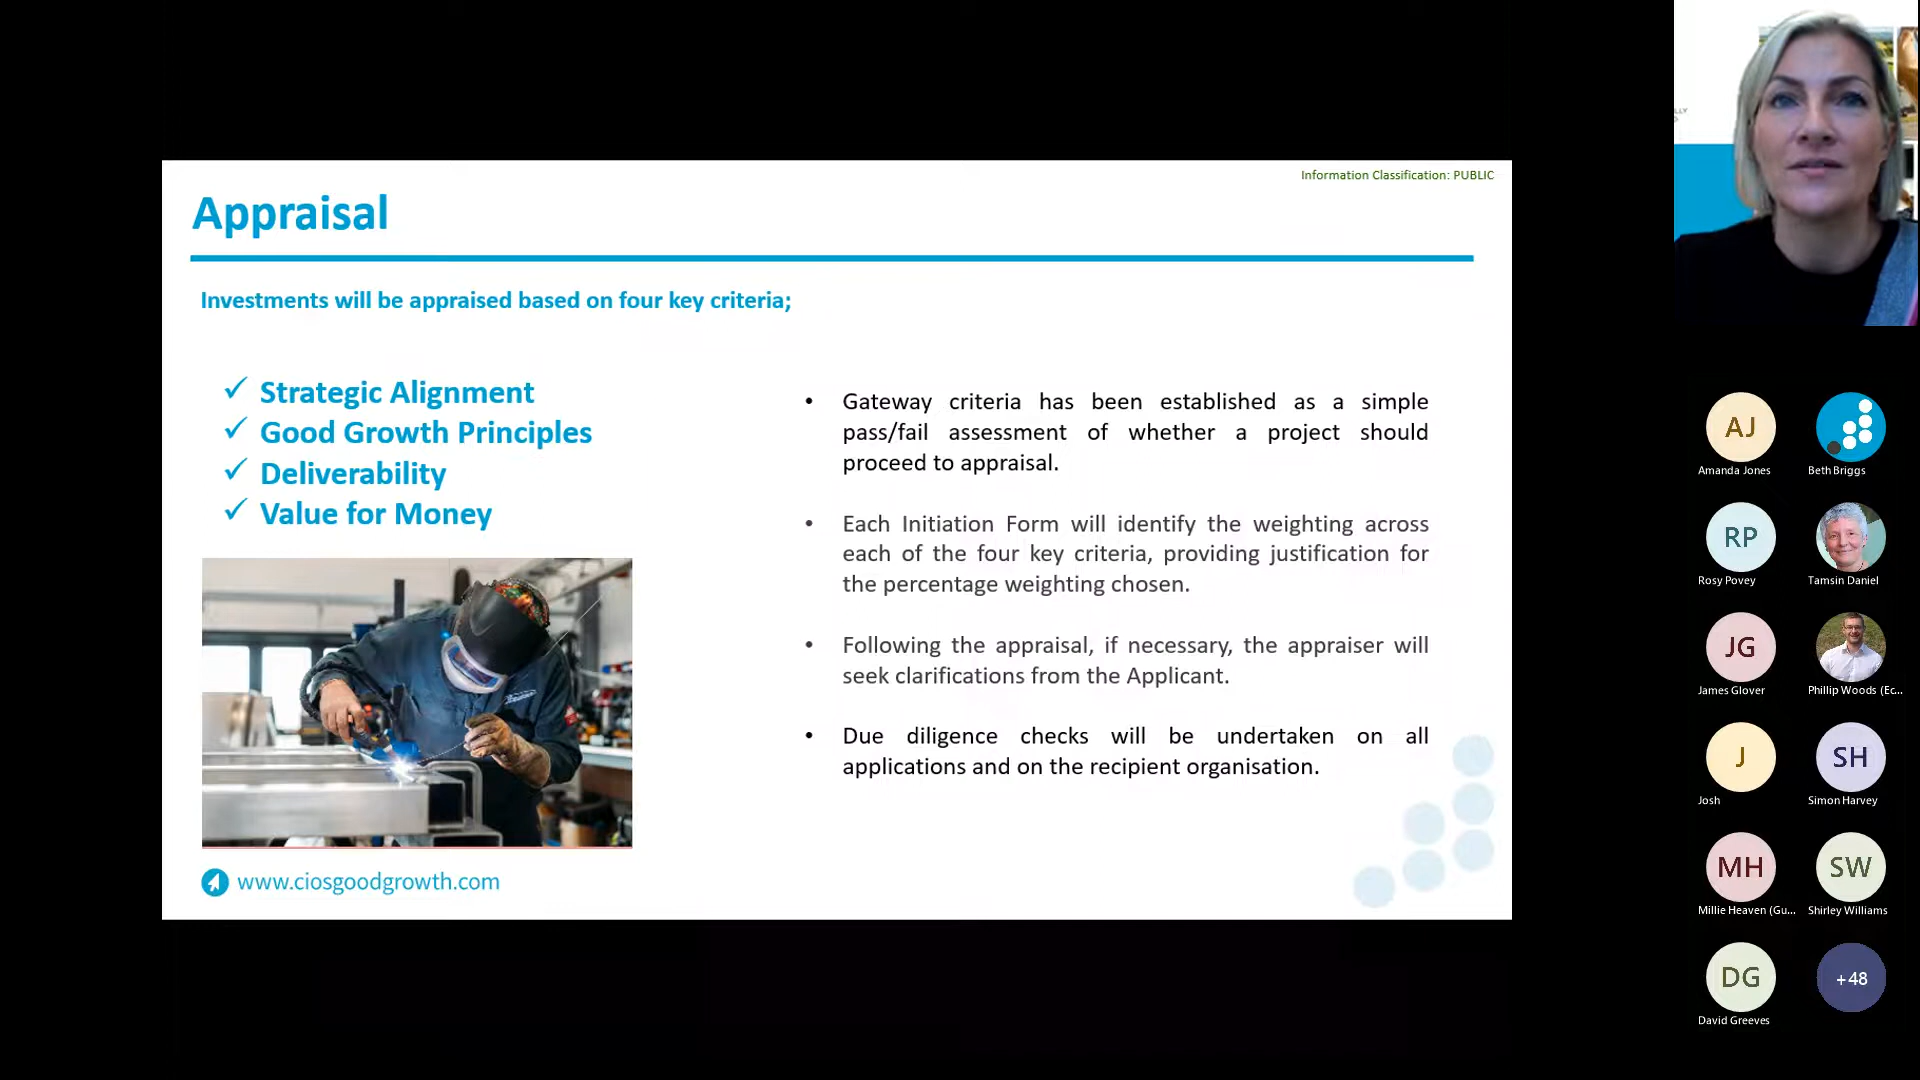 Information Classification: PUBLIC
Appraisal
Investments will be appraised based on four key criteria;
Strategic Alignment
Good Growth Principles
Deliverability
Value for Money
• Gateway criteria has been established as a simple
pass/fail assessment of whether a project should
proceed to appraisal.
• Each Initiation Form will identify the weighting across
each of the four key criteria, providing justification for
the percentage weighting chosen.
• Following the appraisal, if necessary, the appraiser will
seek clarifications from the Applicant.
• Due diligence checks will be undertaken on all
applications and on the recipient organisation.
www.ciosgoodgrowth.com
AJ
Amanda Jones
Beth Briggs
RP
Rosy Povey
Tamsin Daniel
JG
James Glover
Phillip Woods (Ec...
J
Josh
SH
Simon Harvey
MH
Millie Heaven (Gu...
SW
Shirley Williams
DG
David Greeves
+48